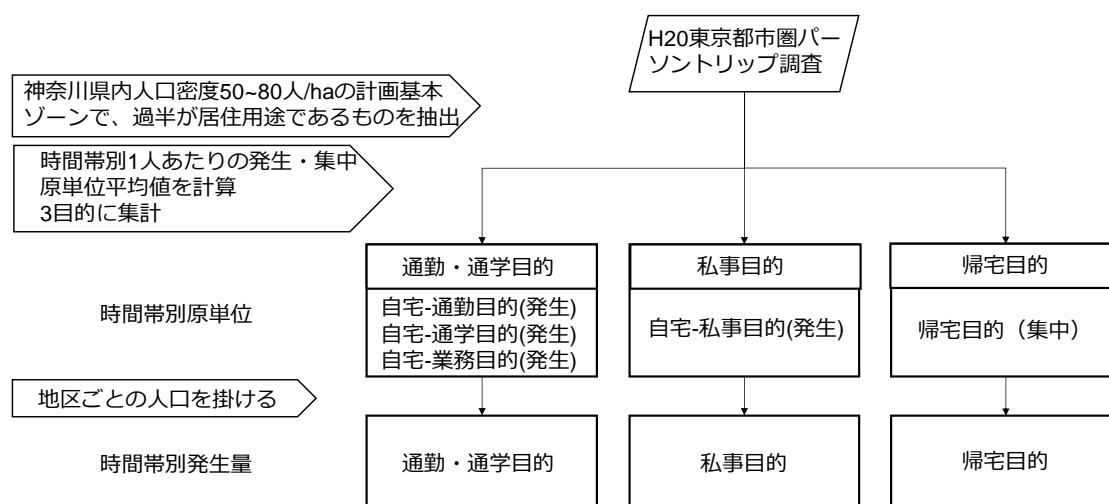 H20東京都市圏パー
ソントリップ調査
神奈川県内人口密度50~80人/haの計画基本
ゾーンで、過半が居住用途であるものを抽出
時間帯別1人あたりの発生・集中
原単位平均値を計算
3目的に集計
通勤・通学目的
私事目的
帰宅目的
時間帯別原単位
自宅-通勤目的(発生)
自宅-通学目的(発生)
自宅-業務目的(発生)
自宅-私事目的(発生)
帰宅目的（集中）
地区ごとの人口を掛ける
時間帯別発生量
通勤・通学目的
私事目的
帰宅目的